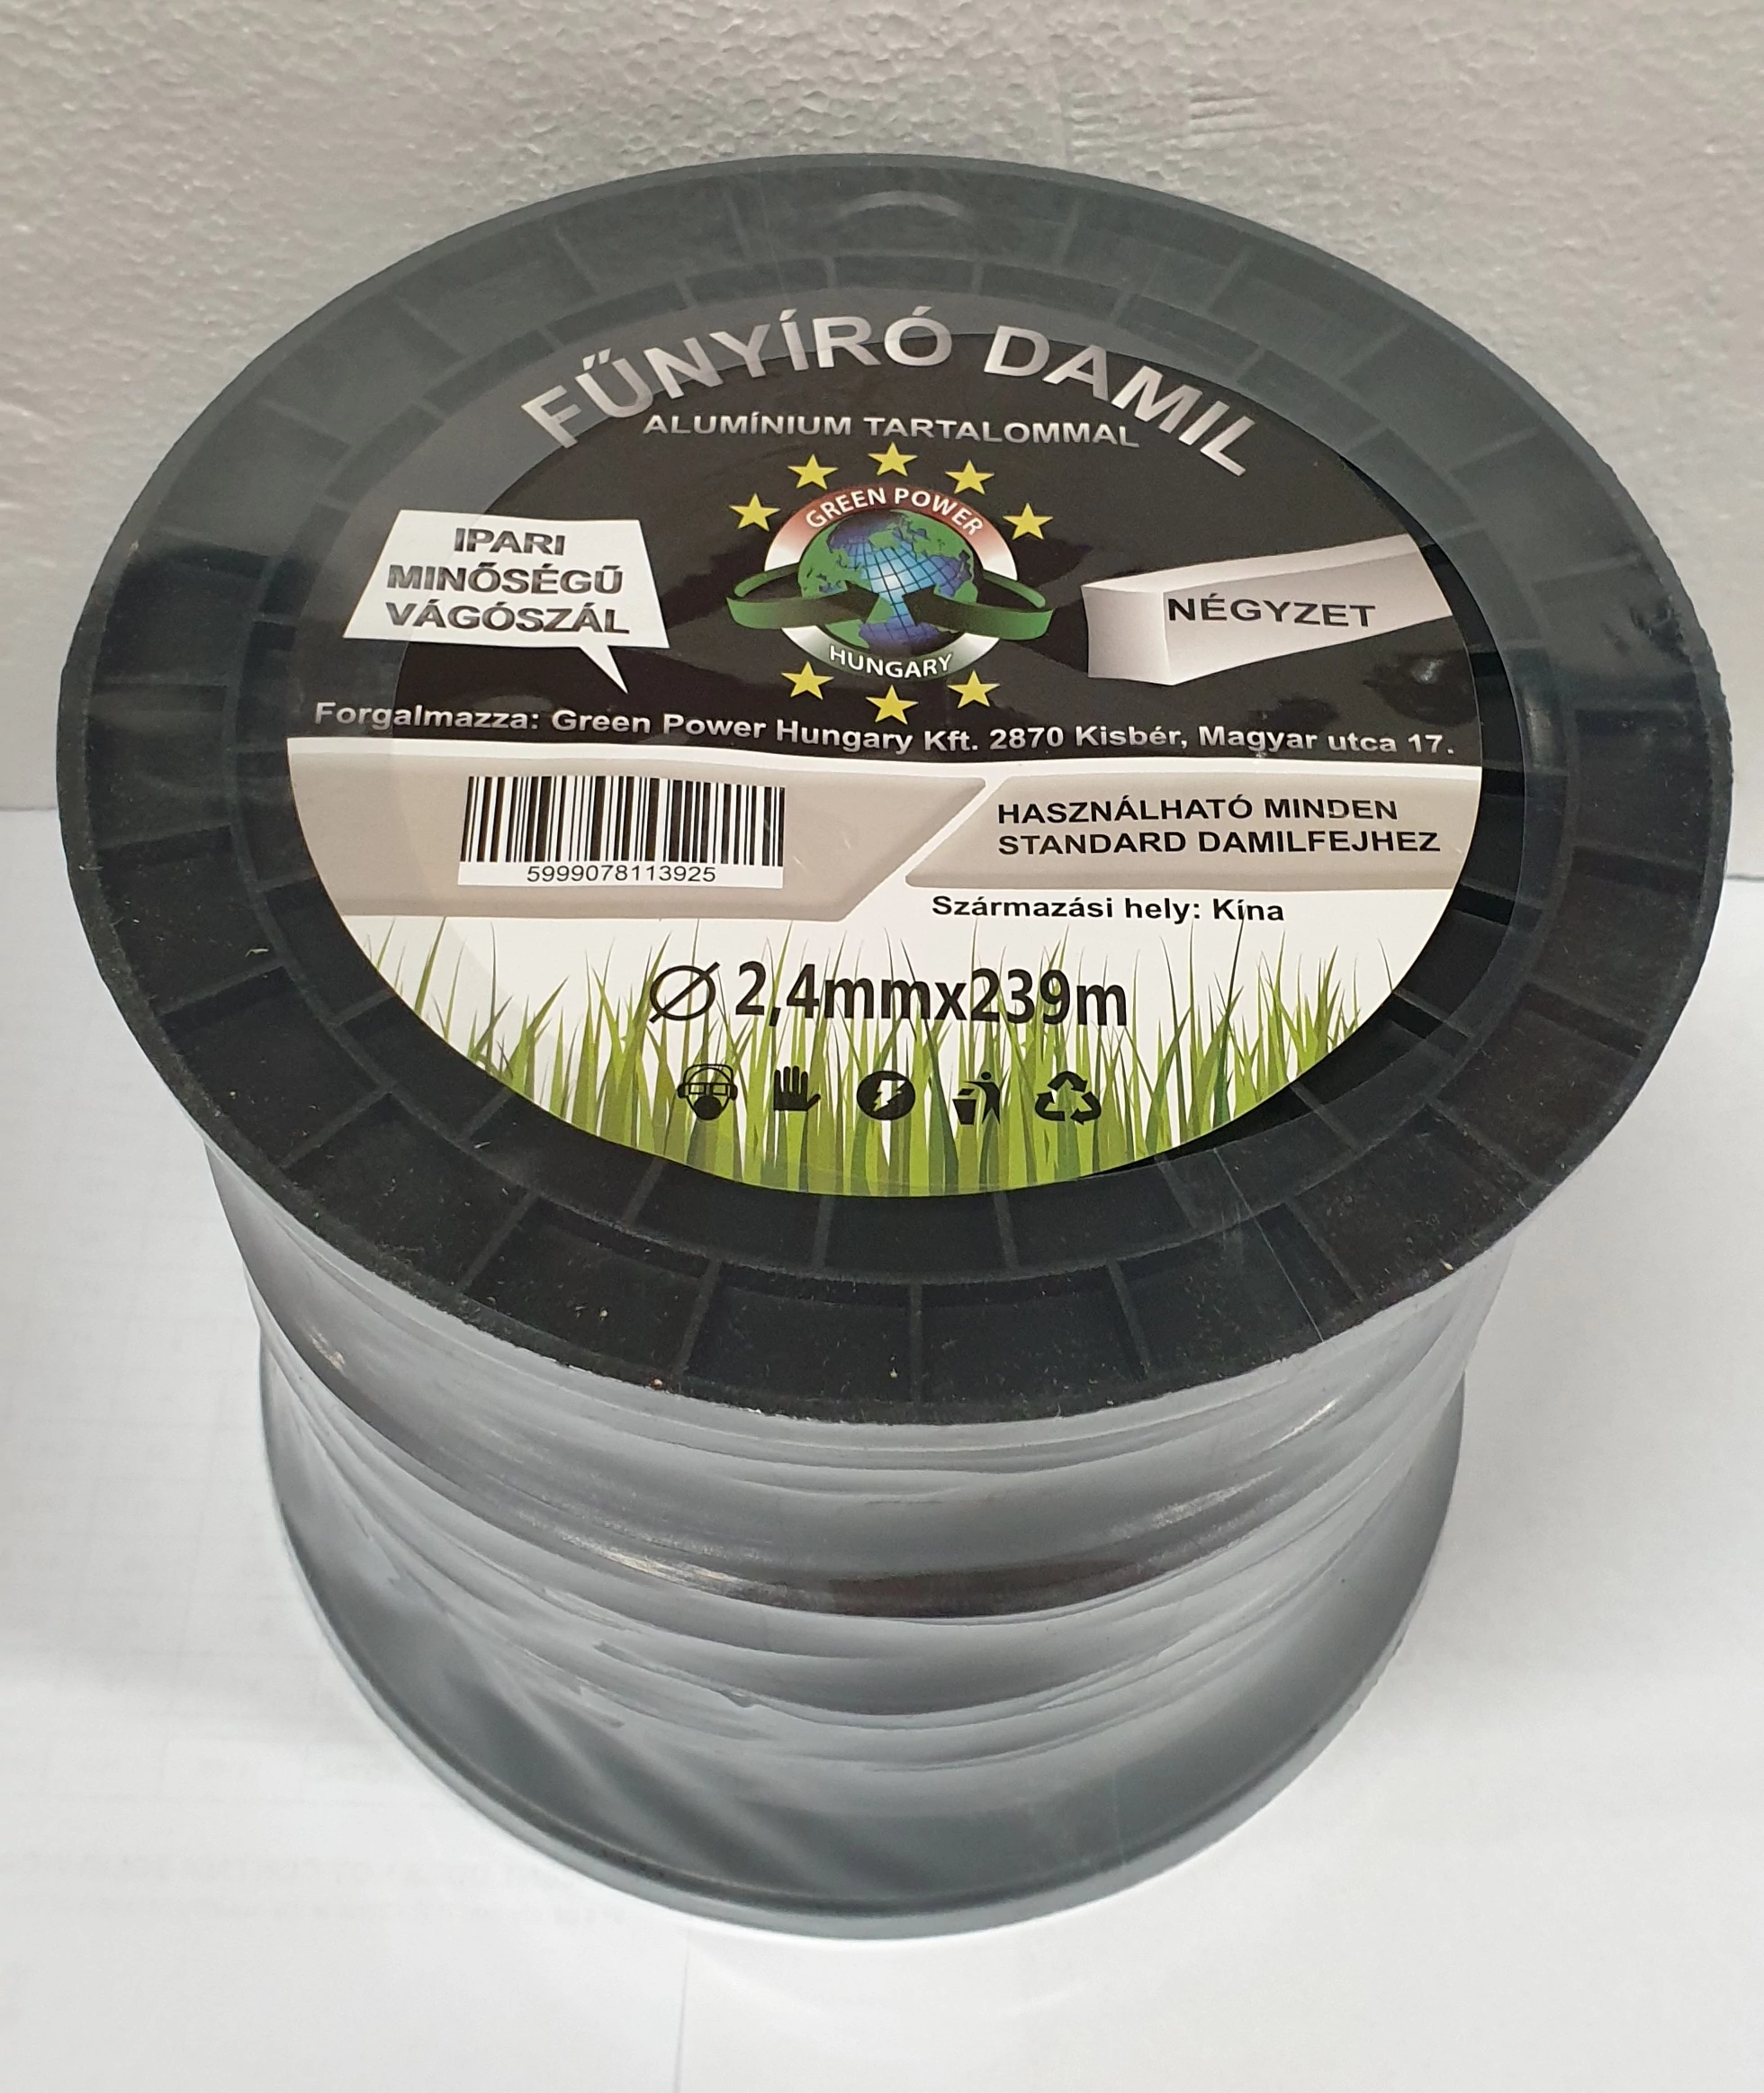 FŰNYÍRÓ DAMIL
ALUMÍNIUM TARTALOMMAL
GREEN POWER
HUNGARY
IPARI
MINŐSÉGŰ
VÁGÓSZÁL
NÉGYZET
Forgalmazza: Green Power Hungary Kft. 2870 Kisbér, Magyar utca 17.
5999078113925
HASZNÁLHATÓ MINDEN
STANDARD DAMILFEJHEZ
Származási hely: Kína
Ø 2,4mmx239m